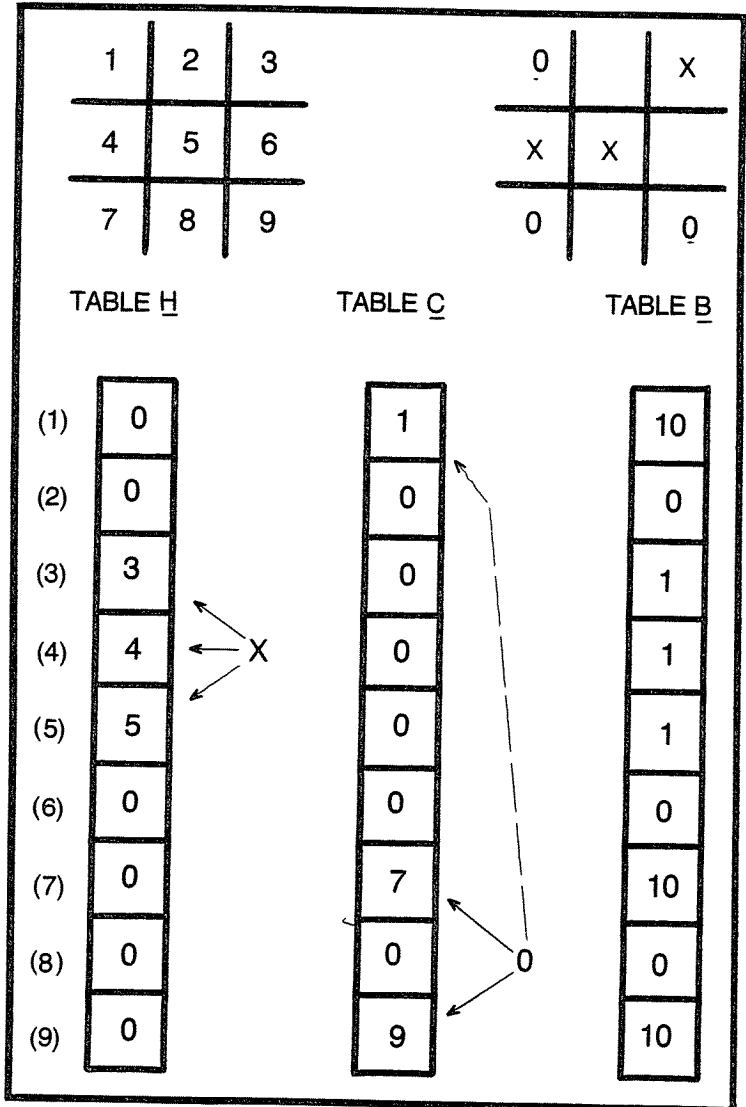 1 2 3 0 X
4 5 6 X X
7 8 9 0 0
TABLE H TABLE C TABLE B
(1) 0 1 10
(2) 0 0 0
(3) 3 0 1
(4) 4 X 0 1
(5) 5 0 1
(6) 0 0 0
(7) 0 7 10
(8) 0 0 0 0
(9) 0 9 10